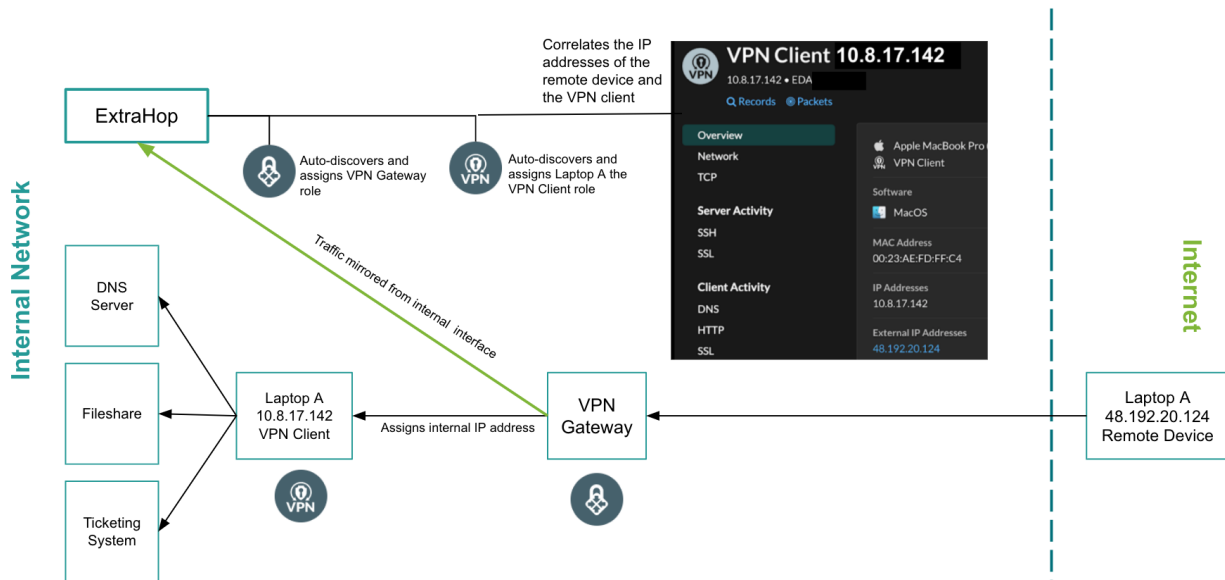 Correlates the IP
addresses of the
remote device and
the VPN client
VPN
VPN Client 10.8.17.142
10.8.17.142 • EDA
Records Packets
Overview
Network
TCP
Server Activity
SSH
SSL
Client Activity
DNS
HTTP
SSL
Apple MacBook Pro
VPN Client
Software
MacOS
MAC Address
00:23:AE:FD:FF:C4
IP Addresses
10.8.17.142
External IP Addresses
48.192.20.124
ExtraHop
Auto-discovers and
assigns VPN Gateway
role
VPN
Auto-discovers and
assigns Laptop A the
VPN Client role
Internal Network
Internet
Traffic mirrored from internal interface
DNS
Server
Fileshare
Ticketing
System
Laptop A
10.8.17.142
VPN Client
VPN
Assigns internal IP address
VPN
Gateway
Laptop A
48.192.20.124
Remote Device